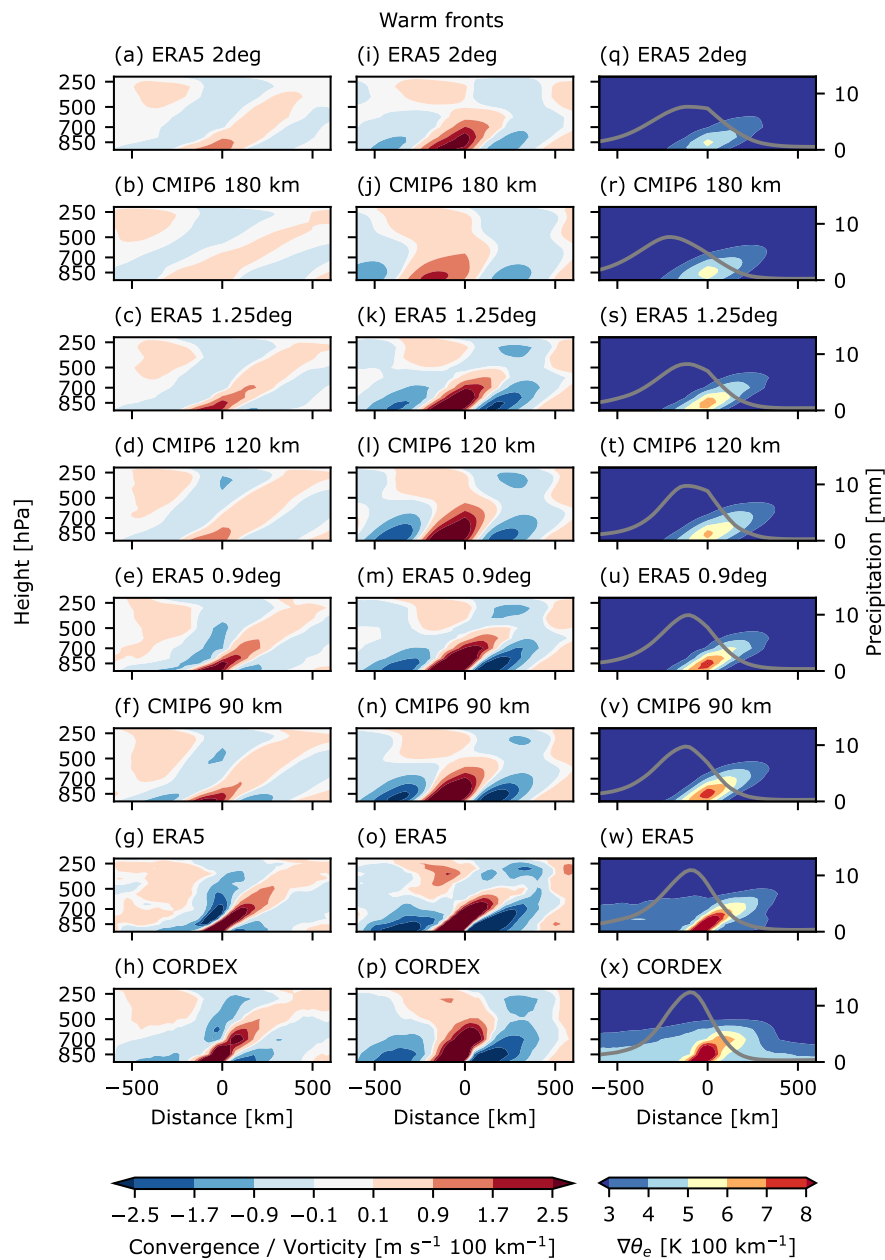 Warm fronts
(a) ERA5 2deg (i) ERA5 2deg (q) ERA5 2deg
250
500
700
850
10
0
(b) CMIP6 180 km (j) CMIP6 180 km (r) CMIP6 180 km
250
500
700
850
10
0
(c) ERA5 1.25deg (k) ERA5 1.25deg (s) ERA5 1.25deg
250
500
700
850
10
0
(d) CMIP6 120 km (l) CMIP6 120 km (t) CMIP6 120 km
250
500
700
850
10
0
Height [hPa]
Precipitation [mm]
(e) ERA5 0.9deg (m) ERA5 0.9deg (u) ERA5 0.9deg
250
500
700
850
10
0
(f) CMIP6 90 km (n) CMIP6 90 km (v) CMIP6 90 km
250
500
700
850
10
0
(g) ERA5 (o) ERA5 (w) ERA5
250
500
700
850
10
0
(h) CORDEX (p) CORDEX (x) CORDEX
250
500
700
850
10
0
−500 0 500 −500 0 500 −500 0 500
Distance [km] Distance [km] Distance [km]
−2.5 −1.7 −0.9 −0.1 0.1 0.9 1.7 2.5
Convergence / Vorticity [m s⁻¹ 100 km⁻¹]
3 4 5 6 7 8
∇θₑ [K 100 km⁻¹]